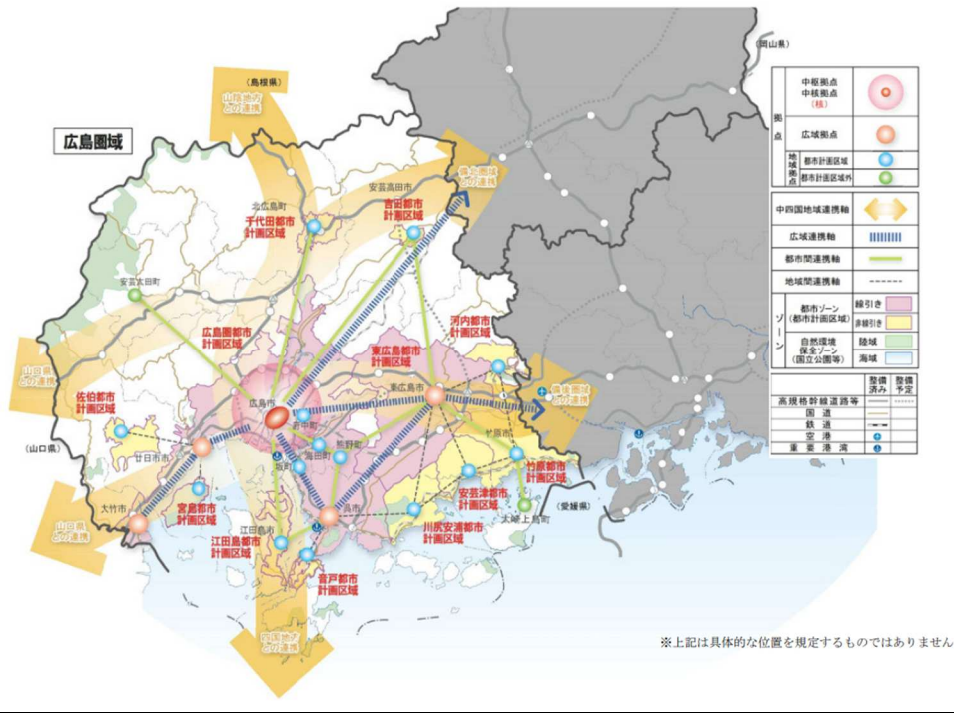 (岡山県)
(島根県)
山陰地方
との連携
広島圏域
備北圏域
との連携
安芸高田市
吉田都市
計画区域
北広島町
千代田都市
計画区域
安芸太田町
広島圏都市
計画区域
河内都市
計画区域
東広島都市
計画区域
山口県
との連携
備後圏域
との連携
佐伯都市
計画区域
東広島市
広島市
府中町
熊野町
竹原市
(山口県)
廿日市市
海田町
坂町
竹原都市
計画区域
安芸津都市
計画区域
大竹市
宮島都市
計画区域
呉市
川尻安浦都市
計画区域
大崎上島町
(愛媛県)
山口県
との連携
江田島市
江田島都市
計画区域
音戸都市
計画区域
四国地方
との連携
拠点
中枢拠点
中核拠点
(核)
広域拠点
地域拠点
都市計画区域
都市計画区域外
中四国地域連携軸
広域連携軸
都市間連携軸
地域間連携軸
ゾーン
都市ゾーン
(都市計画区域)
線引き
非線引き
自然環境
保全ゾーン
(国立公園等)
陸域
海域
整備
済み
整備
予定
高規格幹線道路等
国道
鉄道
空港
重要港湾
※上記は具体的な位置を規定するものではありません